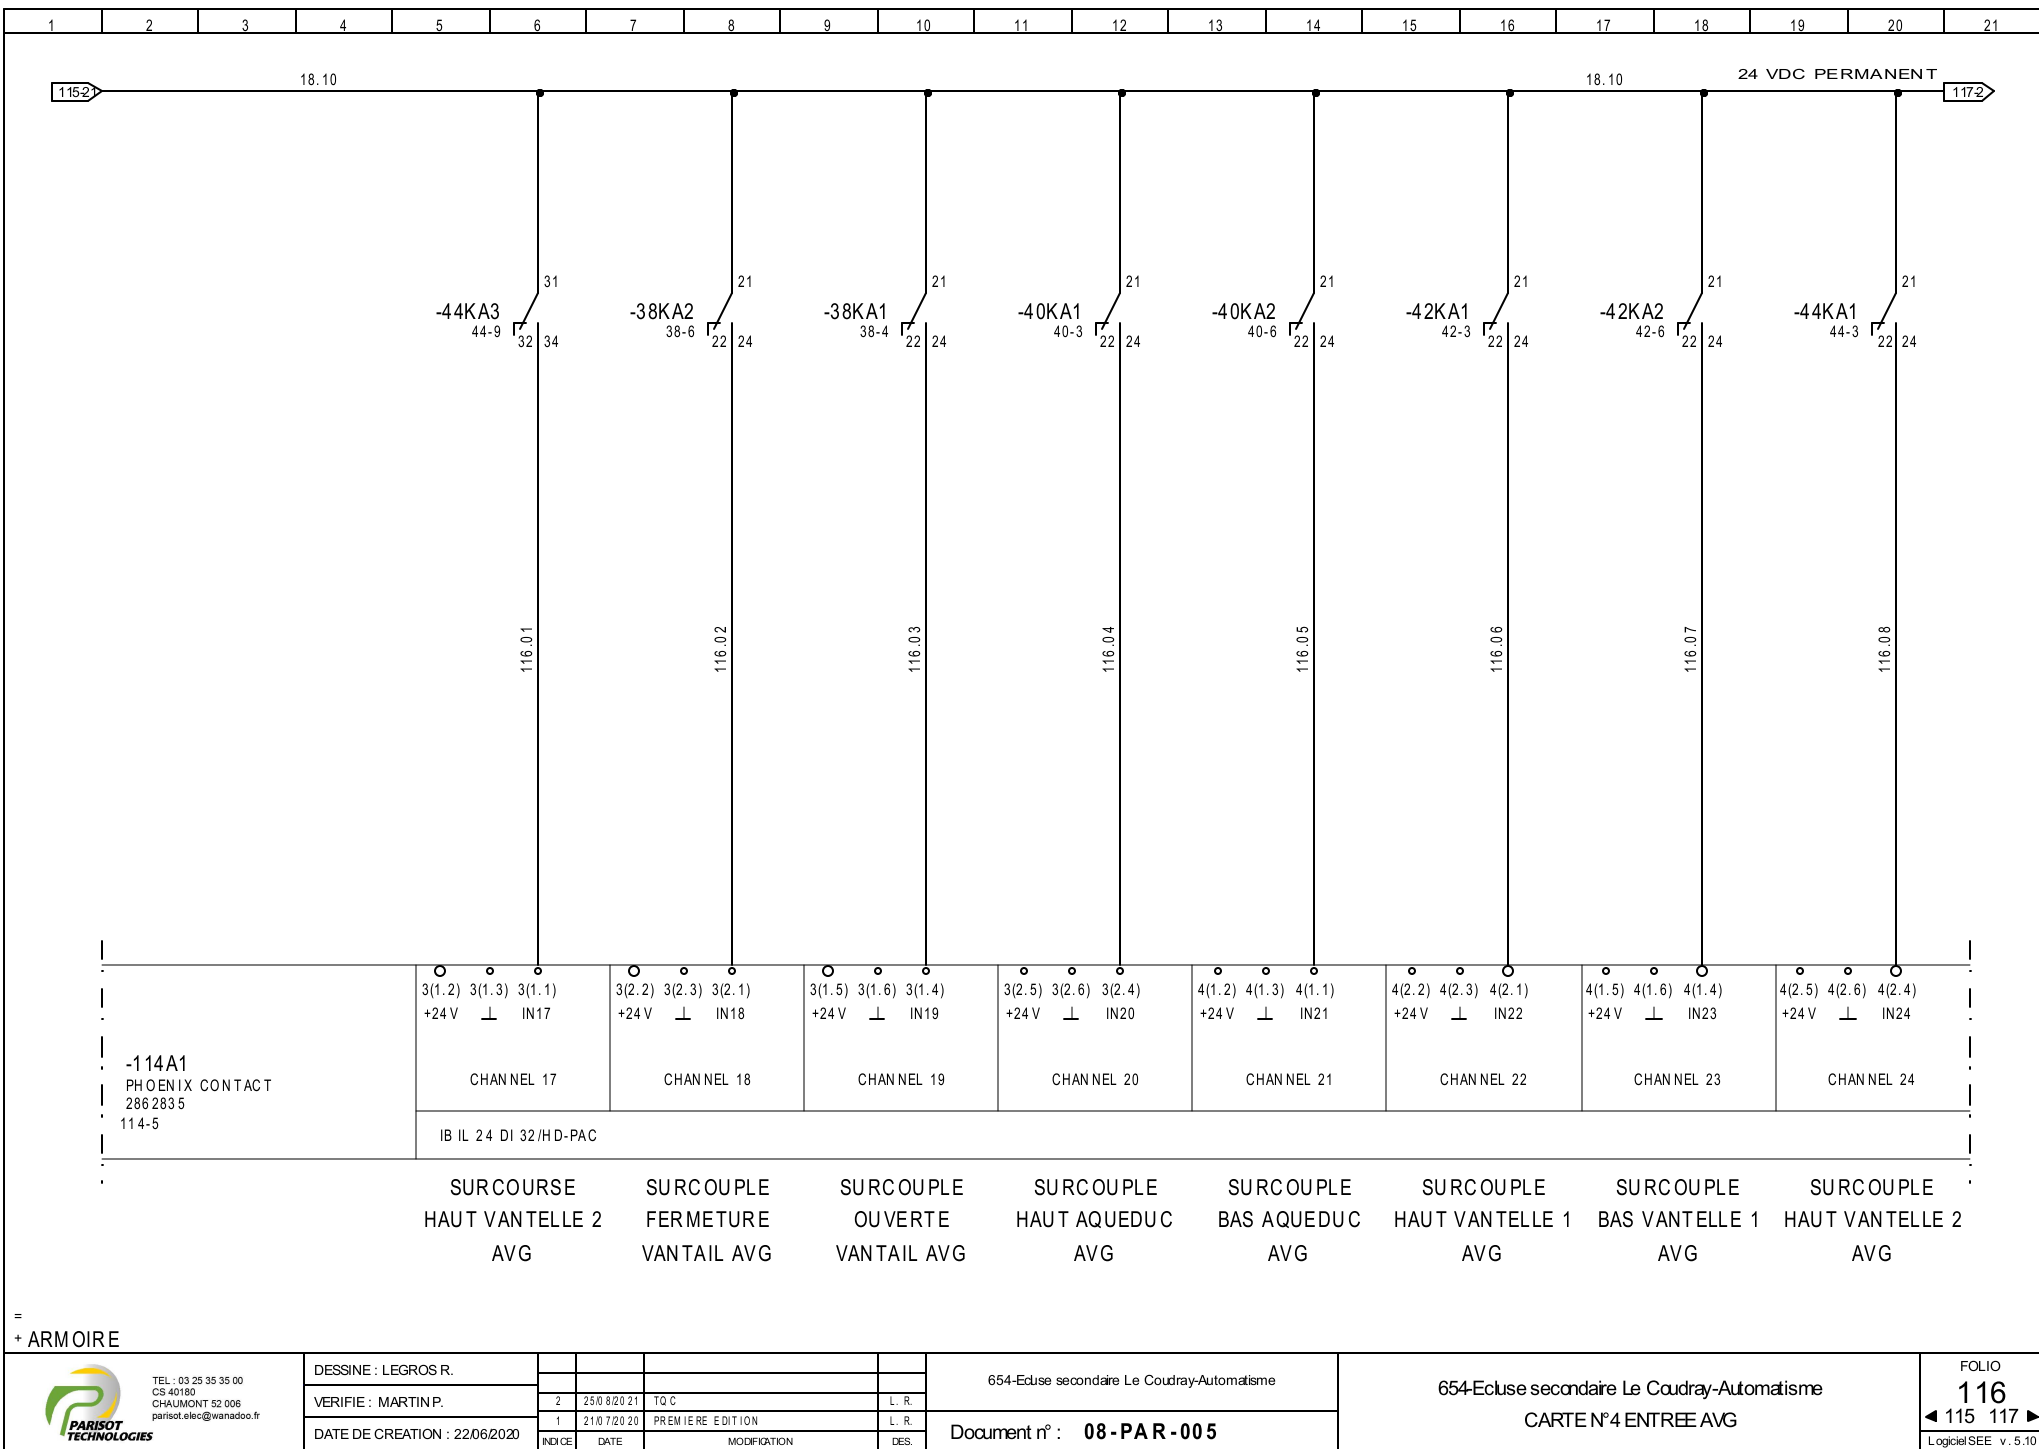 1 2 3 4 5 6 7 8 9 10 11 12 13 14 15 16 17 18 19 20 21
115-21 18.10 18.10 24 VDC PERMANENT 117-2
31 21 21 21 21 21 21 21
-44KA3 -38KA2 -38KA1 -40KA1 -40KA2 -42KA1 -42KA2 -44KA1
44-9 38-6 38-4 40-3 40-6 42-3 42-6 44-3
32 34 22 24 22 24 22 24 22 24 22 24 22 24 22 24
116.01 116.02 116.03 116.04 116.05 116.06 116.07 116.08
3(1.2) 3(1.3) 3(1.1) 3(2.2) 3(2.3) 3(2.1) 3(1.5) 3(1.6) 3(1.4) 3(2.5) 3(2.6) 3(2.4) 4(1.2) 4(1.3) 4(1.1) 4(2.2) 4(2.3) 4(2.1) 4(1.5) 4(1.6) 4(1.4) 4(2.5) 4(2.6) 4(2.4)
+24V IN17 +24V IN18 +24V IN19 +24V IN20 +24V IN21 +24V IN22 +24V IN23 +24V IN24
-114A1
PHOENIX CONTACT
2862835
114-5
CHANNEL 17 CHANNEL 18 CHANNEL 19 CHANNEL 20 CHANNEL 21 CHANNEL 22 CHANNEL 23 CHANNEL 24
IB IL 24 DI 32/HD-PAC
SURCOURSE SURCOUPLE SURCOUPLE SURCOUPLE SURCOUPLE SURCOUPLE SURCOUPLE SURCOUPLE
HAUT VANTELLE 2 FERMETURE OUVERTE HAUT AQUEDUC BAS AQUEDUC HAUT VANTELLE 1 BAS VANTELLE 1 HAUT VANTELLE 2
AVG VANTAIL AVG VANTAIL AVG AVG AVG AVG AVG AVG
=
+ ARMOIRE
PARISOT
TECHNOLOGIES
TEL : 03 25 35 35 00
CS 40180
CHAUMONT 52 006
parisot.elec@wanadoo.fr
DESSINE : LEGROS R.
VERIFIE : MARTIN P.
DATE DE CREATION : 22/06/2020
2 25/08/2021 TQC L. R.
1 21/07/2020 PREMIERE EDITION L. R.
INDICE DATE MODIFICATION DES.
654-Ecluse secondaire Le Coudray-Automatisme
Document n° : 08-PAR-005
654-Ecluse secondaire Le Coudray-Automatisme
CARTE N°4 ENTREE AVG
FOLIO
116
115 117
Logiciel SEE v. 5.10